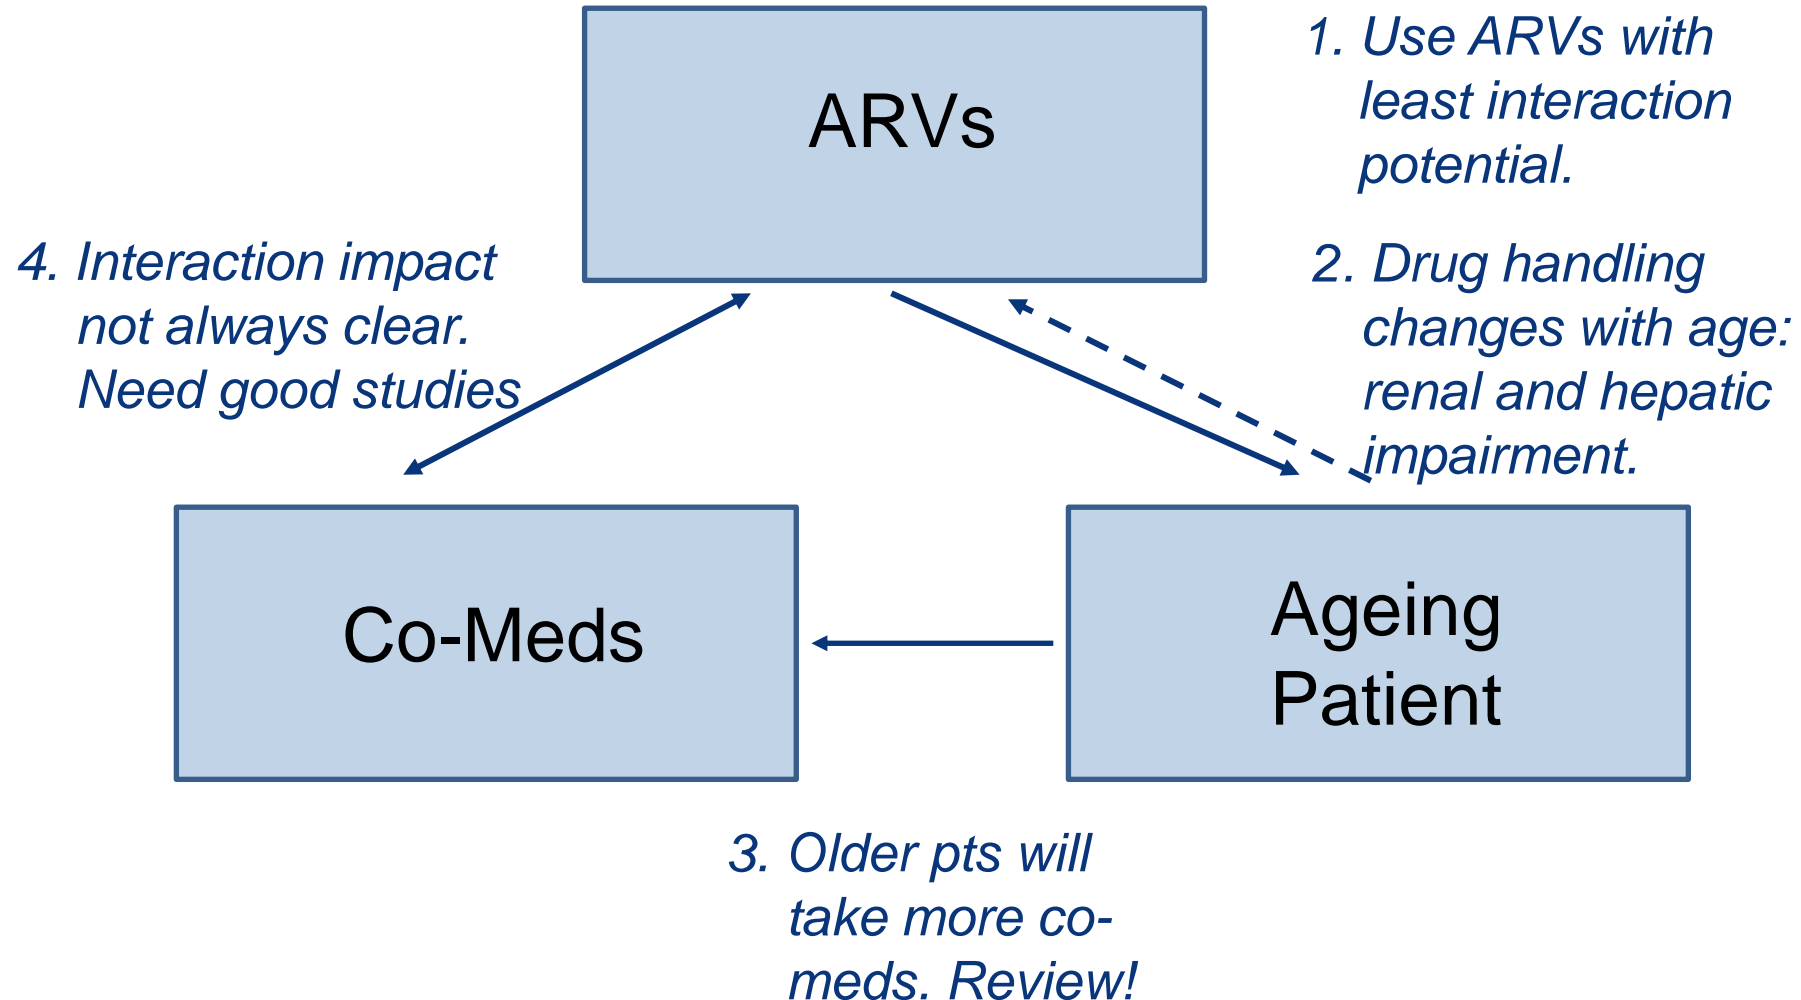 ARVs
1. Use ARVs with
least interaction
potential.
2. Drug handling
changes with age:
renal and hepatic
impairment.
4. Interaction impact
not always clear.
Need good studies
Co-Meds
Ageing
Patient
3. Older pts will
take more co-
meds. Review!